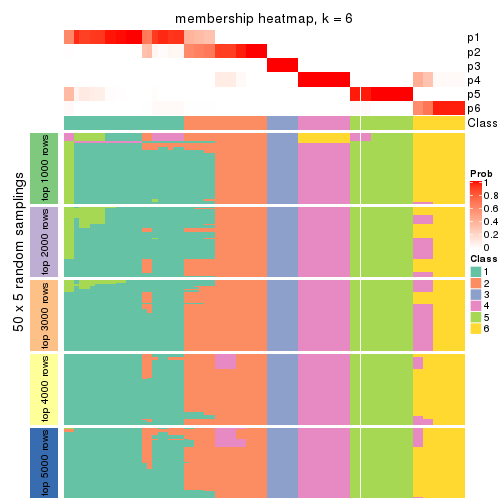 membership heatmap, k = 6
p1
p2
p3
p4
p5
p6
Class
50 x 5 random samplings
top 1000 rows
top 2000 rows
top 3000 rows
top 4000 rows
top 5000 rows
Prob
1
0.8
0.6
0.4
0.2
0
Class
1
2
3
4
5
6